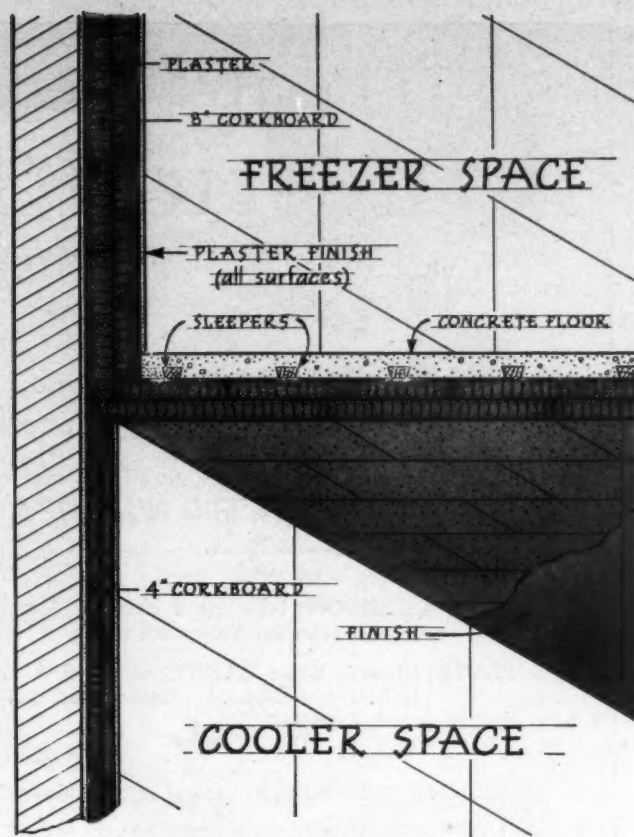 PLASTER
8" CORKBOARD
FREEZER SPACE
PLASTER FINISH
(all surfaces)
SLEEPERS
CONCRETE FLOOR
4" CORKBOARD
FINISH
COOLER SPACE